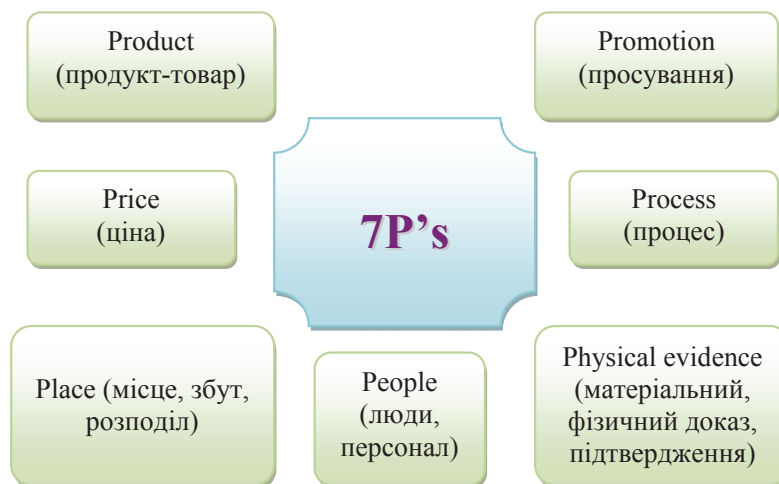 Product
(продукт-товар)
Promotion
(просування)
Price
(ціна)
7P’s
Process
(процес)
Place (місце, збут,
розподіл)
People
(люди,
персонал)
Physical evidence
(матеріальний,
фізичний доказ,
підтвердження)